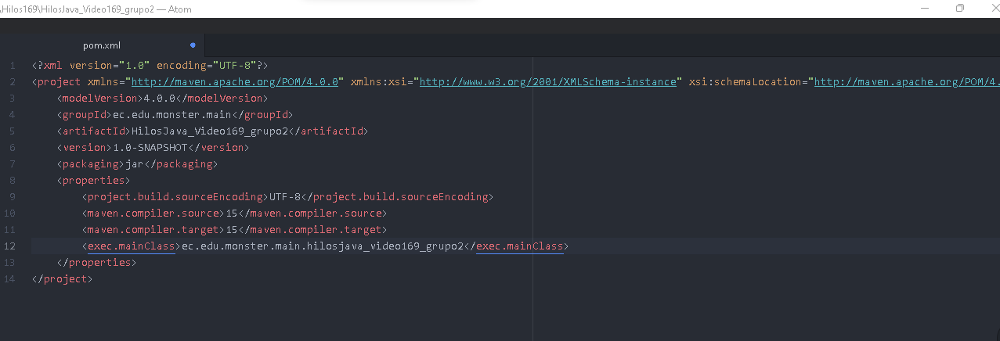 \Hilos169\HilosJava_Video169_grupo2 — Atom
pom.xml
1 <?xml version="1.0" encoding="UTF-8"?>
2 <project xmlns="http://maven.apache.org/POM/4.0.0" xmlns:xsi="http://www.w3.org/2001/XMLSchema-instance" xsi:schemaLocation="http://maven.apache.org/POM/4.
3 <modelVersion>4.0.0</modelVersion>
4 <groupId>ec.edu.monster.main</groupId>
5 <artifactId>HilosJava_Video169_grupo2</artifactId>
6 <version>1.0-SNAPSHOT</version>
7 <packaging>jar</packaging>
8 <properties>
9 <project.build.sourceEncoding>UTF-8</project.build.sourceEncoding>
10 <maven.compiler.source>15</maven.compiler.source>
11 <maven.compiler.target>15</maven.compiler.target>
12 <exec.mainClass>ec.edu.monster.main.hilosjava_video169_grupo2</exec.mainClass>
13 </properties>
14 </project>